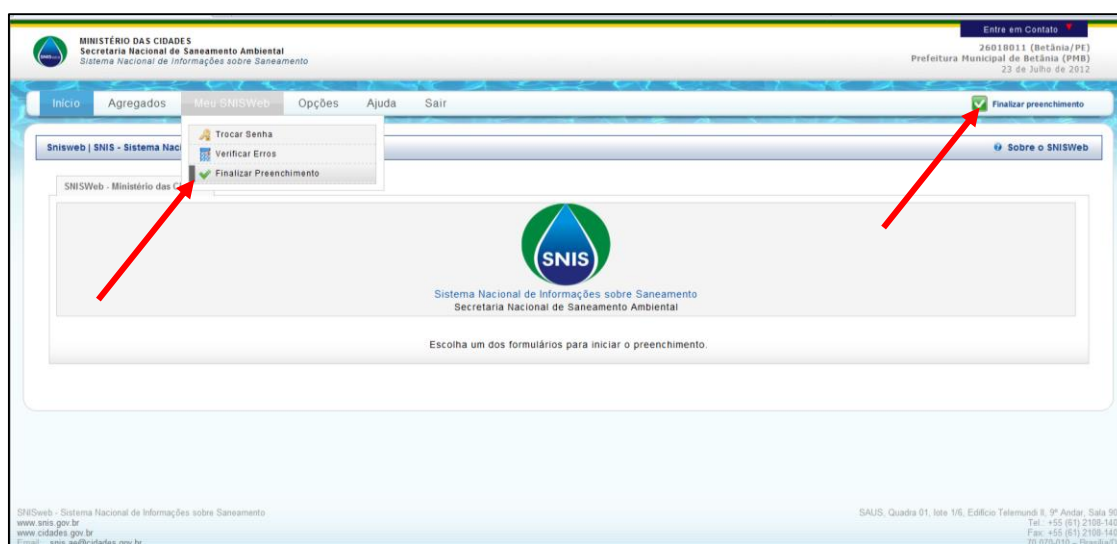 Entre em Contato
MINISTÉRIO DAS CIDADES
Secretaria Nacional de Saneamento Ambiental
Sistema Nacional de Informações sobre Saneamento
26018011 (Betânia/PE)
Prefeitura Municipal de Betânia (PMB)
23 de Julho de 2012
Início Agregados Meu SNISWeb Opções Ajuda Sair
Finalizar preenchimento
Trocar Senha
Verificar Erros
Finalizar Preenchimento
Snisweb | SNIS - Sistema Naci
Sobre o SNISWeb
SNISWeb - Ministério das Ci
SNIS
Sistema Nacional de Informações sobre Saneamento
Secretaria Nacional de Saneamento Ambiental
Escolha um dos formulários para iniciar o preenchimento.
SNISweb - Sistema Nacional de Informações sobre Saneamento
www.snis.gov.br
www.cidades.gov.br
SAUS, Quadra 01, lote 1/6, Edifício Telemundi II, 9º Andar, Sala 90
Tel.: +55 (61) 2108-140
Fax: +55 (61) 2108-140